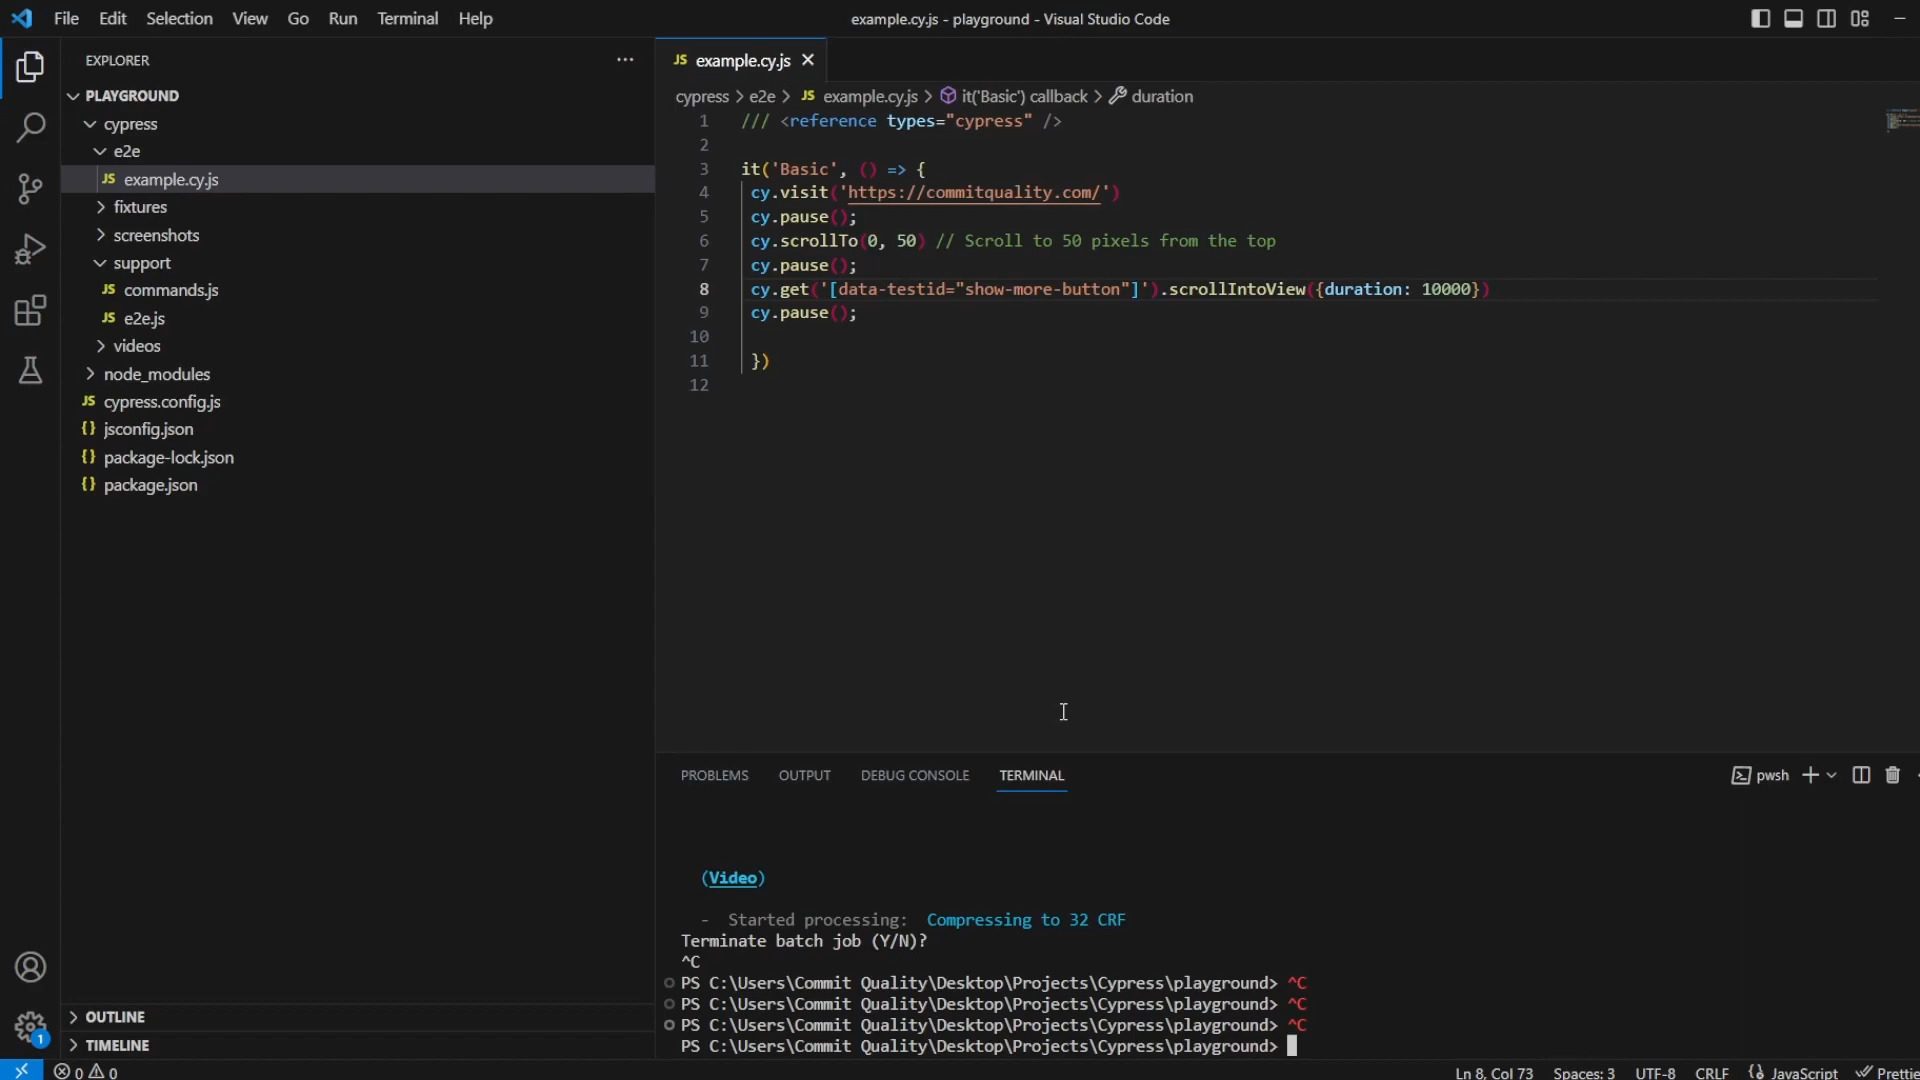 File Edit Selection View Go Run Terminal Help
example.cy.js - playground - Visual Studio Code
EXPLORER
PLAYGROUND
cypress
e2e
JS example.cy.js
fixtures
screenshots
support
JS commands.js
JS e2e.js
videos
node_modules
JS cypress.config.js
{} jsconfig.json
{} package-lock.json
{} package.json
OUTLINE
TIMELINE
1
JS example.cy.js
cypress > e2e > JS example.cy.js > it('Basic') callback > duration
1 /// <reference types="cypress" />
2
3 it('Basic', () => {
4 cy.visit('https://commitquality.com/')
5 cy.pause();
6 cy.scrollTo(0, 50) // Scroll to 50 pixels from the top
7 cy.pause();
8 cy.get('[data-testid="show-more-button"]').scrollIntoView({duration: 10000})
9 cy.pause();
10
11 })
12
PROBLEMS OUTPUT DEBUG CONSOLE TERMINAL
pwsh
(Video)
- Started processing: Compressing to 32 CRF
Terminate batch job (Y/N)?
^C
PS C:\Users\Commit Quality\Desktop\Projects\Cypress\playground> ^C
PS C:\Users\Commit Quality\Desktop\Projects\Cypress\playground> ^C
PS C:\Users\Commit Quality\Desktop\Projects\Cypress\playground> ^C
PS C:\Users\Commit Quality\Desktop\Projects\Cypress\playground>
0 0
Ln 8, Col 73 Spaces: 3 UTF-8 CRLF {} JavaScript Prettie